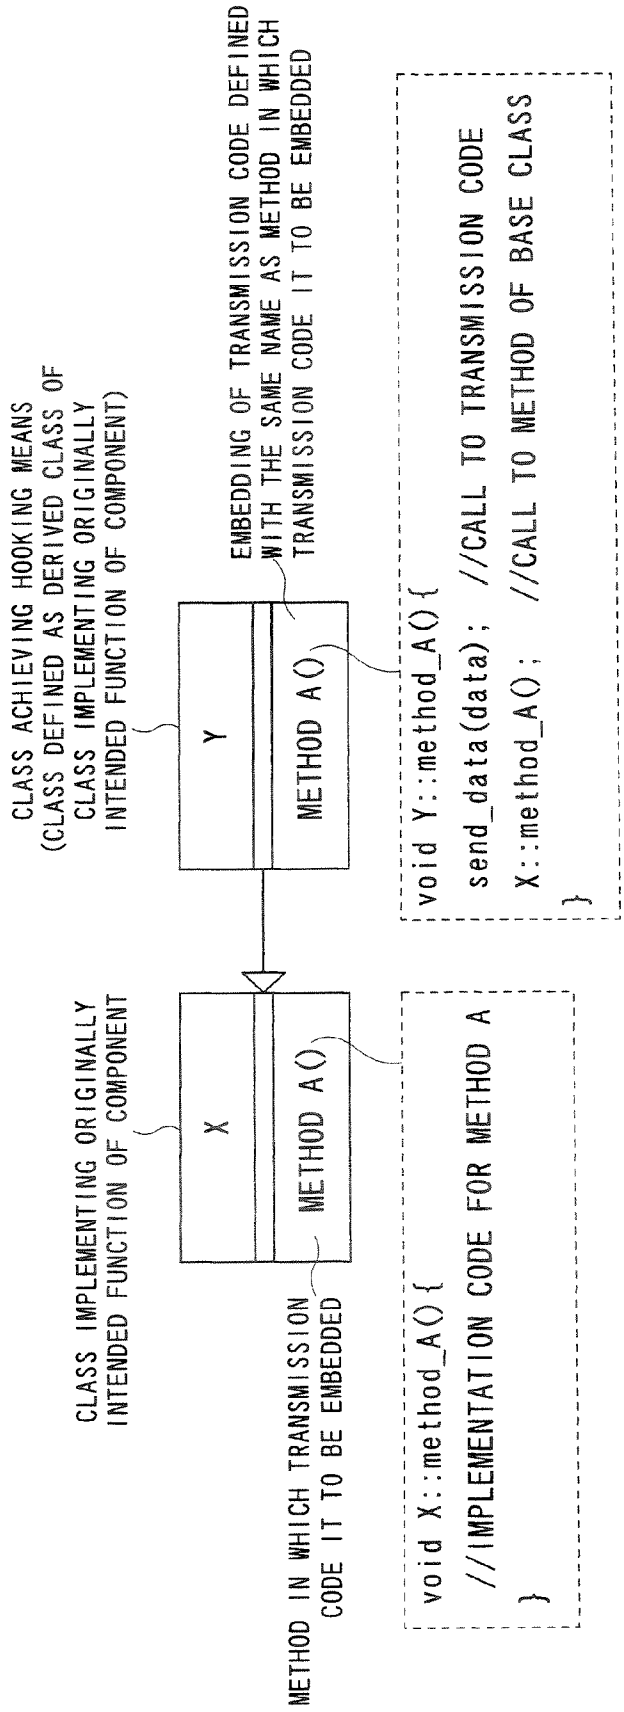 CLASS IMPLEMENTING ORIGINALLY
INTENDED FUNCTION OF COMPONENT
X
METHOD A()
METHOD IN WHICH TRANSMISSION
CODE IT TO BE EMBEDDED
void X::method_A(){
//IMPLEMENTATION CODE FOR METHOD A
}
CLASS ACHIEVING HOOKING MEANS
(CLASS DEFINED AS DERIVED CLASS OF
CLASS IMPLEMENTING ORIGINALLY
INTENDED FUNCTION OF COMPONENT)
Y
METHOD A()
EMBEDDING OF TRANSMISSION CODE DEFINED
WITH THE SAME NAME AS METHOD IN WHICH
TRANSMISSION CODE IT TO BE EMBEDDED
void Y::method_A(){
send_data(data); //CALL TO TRANSMISSION CODE
X::method_A(); //CALL TO METHOD OF BASE CLASS
}